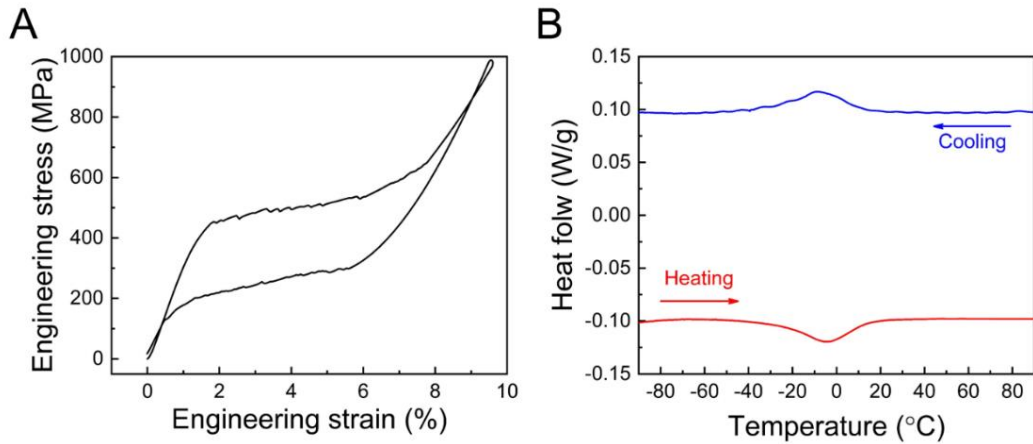 A
Engineering stress (MPa)
1000
800
600
400
200
0
0 2 4 6 8 10
Engineering strain (%)
B
Heat folw (W/g)
0.15
0.10
0.05
0.00
-0.05
-0.10
-0.15
Cooling
Heating
-80 -60 -40 -20 0 20 40 60 80
Temperature (°C)